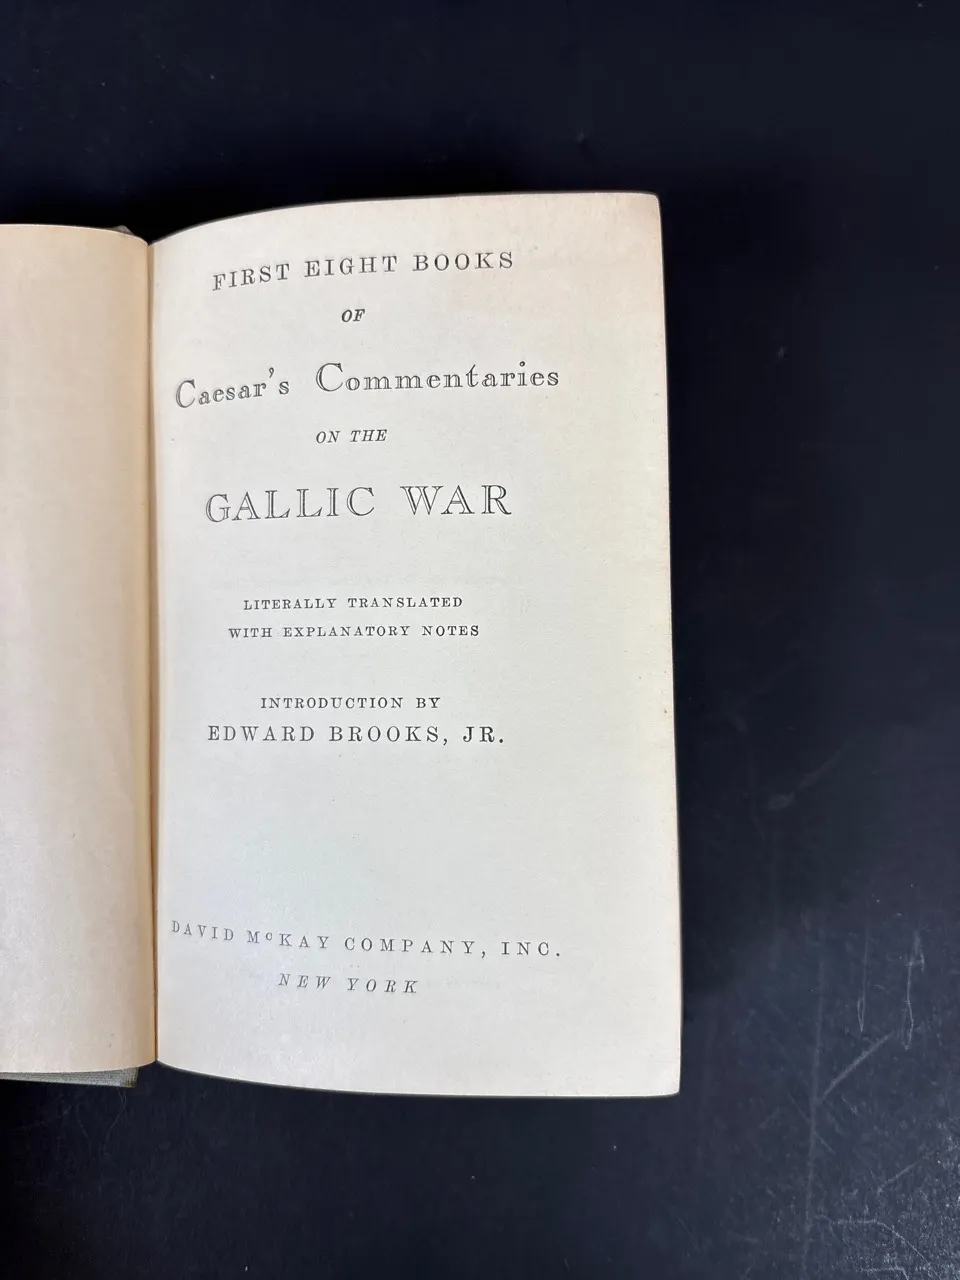 FIRST EIGHT BOOKS
OF
Caesar's Commentaries
ON THE
GALLIC WAR
LITERALLY TRANSLATED
WITH EXPLANATORY NOTES
INTRODUCTION BY
EDWARD BROOKS, JR.
DAVID McKAY COMPANY, INC.
NEW YORK